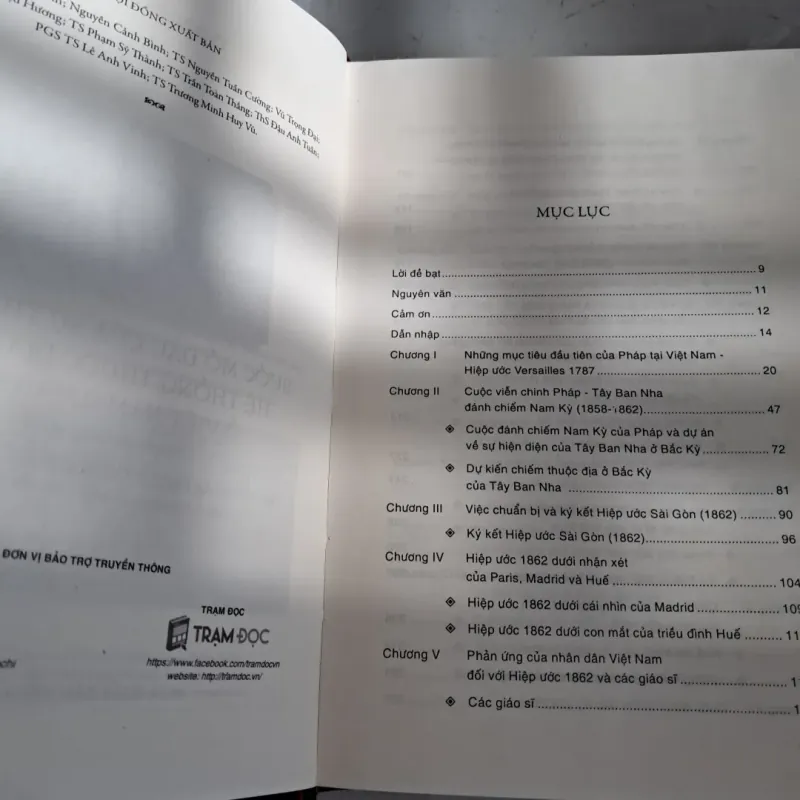 ỘI ĐỒNG XUẤT BẢN
Nguyễn Cảnh Bình; TS Nguyễn Tuấn Cường; Vũ Trọng Đại;
Hương; TS Phạm Sỹ Thành; TS Trần Toàn Thắng; ThS Đậu Anh Tuấn;
PGS TS Lê Anh Vinh; TS Trương Minh Huy Vũ.
ĐƠN VỊ BẢO TRỢ TRUYỀN THÔNG
TRẠM ĐỌC
TRẠM ĐỌC
https://www.facebook.com/tramdocvn
website: http://tramdoc.vn/
MỤC LỤC
Lời đề bạt 9
Nguyên văn 11
Cảm ơn 12
Dẫn nhập 14
Chương I Những mục tiêu đầu tiên của Pháp tại Việt Nam -
Hiệp ước Versailles 1787 20
Chương II Cuộc viễn chinh Pháp - Tây Ban Nha
đánh chiếm Nam Kỳ (1858-1862) 47
Cuộc đánh chiếm Nam Kỳ của Pháp và dự án
về sự hiện diện của Tây Ban Nha ở Bắc Kỳ 72
Dự kiến chiếm thuộc địa ở Bắc Kỳ
của Tây Ban Nha 81
Chương III Việc chuẩn bị và ký kết Hiệp ước Sài Gòn (1862) 90
Ký kết Hiệp ước Sài Gòn (1862) 96
Chương IV Hiệp ước 1862 dưới nhận xét
của Paris, Madrid và Huế 104
Hiệp ước 1862 dưới cái nhìn của Madrid 109
Hiệp ước 1862 dưới con mắt của triều đình Huế 11
Chương V Phản ứng của nhân dân Việt Nam
đối với Hiệp ước 1862 và các giáo sĩ 1
Các giáo sĩ 1